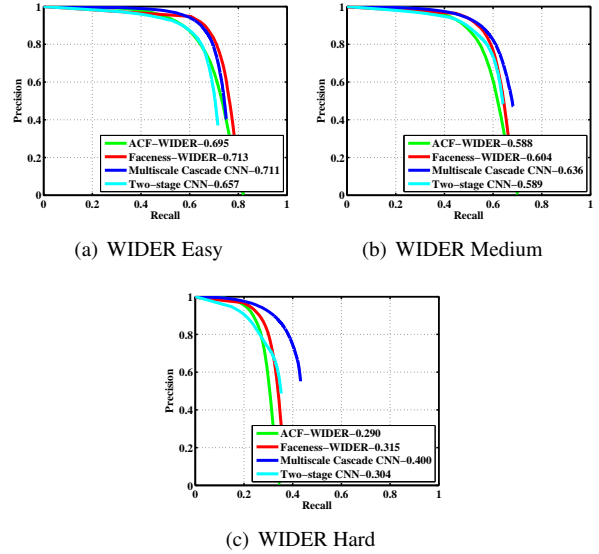 1
0.8
0.6
0.4
0.2
0
Precision
ACF−WIDER−0.695
Faceness−WIDER−0.713
Multiscale Cascade CNN−0.711
Two−stage CNN−0.657
0 0.2 0.4 0.6 0.8 1
Recall
(a) WIDER Easy
1
0.8
0.6
0.4
0.2
0
Precision
ACF−WIDER−0.588
Faceness−WIDER−0.604
Multiscale Cascade CNN−0.636
Two−stage CNN−0.589
0 0.2 0.4 0.6 0.8 1
Recall
(b) WIDER Medium
1
0.8
0.6
0.4
0.2
0
Precision
ACF−WIDER−0.290
Faceness−WIDER−0.315
Multiscale Cascade CNN−0.400
Two−stage CNN−0.304
0 0.2 0.4 0.6 0.8 1
Recall
(c) WIDER Hard